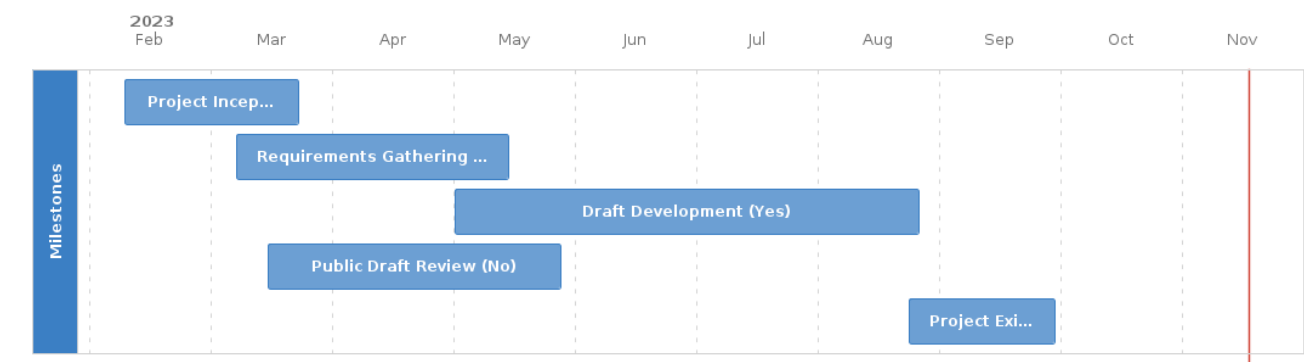 2023
Feb Mar Apr May Jun Jul Aug Sep Oct Nov
Milestones
Project Incep...
Requirements Gathering ...
Draft Development (Yes)
Public Draft Review (No)
Project Exi...